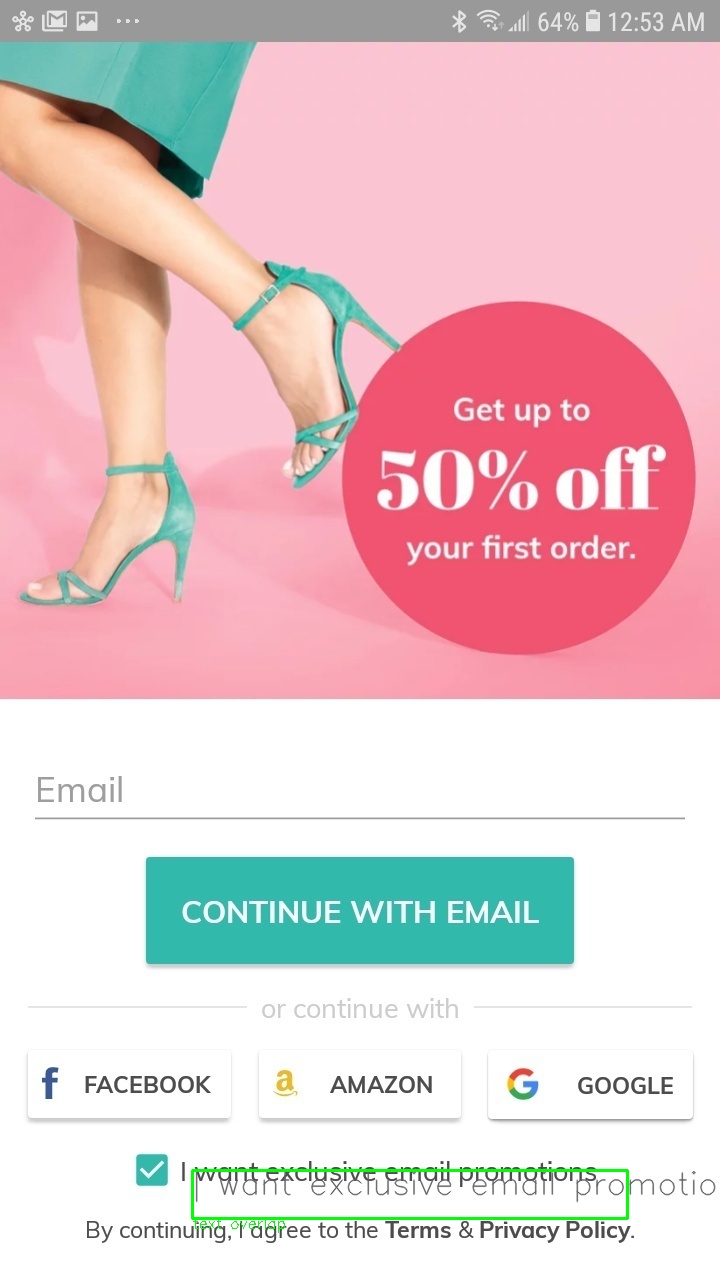 64% 12:53 AM
Get up to
50% off
your first order.
Email
CONTINUE WITH EMAIL
or continue with
f FACEBOOK
a AMAZON
G GOOGLE
I want exclusive email promotions
I want exclusive email promotio
text overlap
By continuing, I agree to the Terms & Privacy Policy.